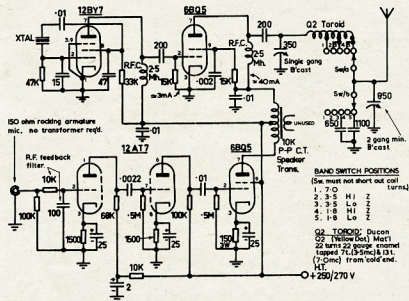 12BY7
6BQ5
.01
XTAL
3,9
47K
15
47
33K
R.F.C.
2·5
Mh.
200
15K
≈3mA
.002
15K
R.F.C.
2·5
Mh.
≈40mA
.01
.01
200
350
Single gang
B'cast
Q2 Toroid
Sw/a
Sw/b
650
1100
850
2 gang min.
B'cast
UNUSED
10K
P-P C.T.
Speaker
Trans.
150 ohm rocking armature
mic. no transformer req'd.
R.F. feedback
filter.
12AT7
6BQ5
10K
100K
100
1500
25
68K
.0022
.5M
1500
25
100K
.01
.5M
150
3W
25
10K
2
+250/270 V
H.T.
BAND SWITCH POSITIONS
(Sw. must not short out coil
turns)
1. 7·0
2. 3·5 Hi Z
3. 3·5 Lo Z
4. 1·8 Hi Z
5. 1·8 Lo Z
Q2 TOROID: Ducon
Q2 (Yellow Dot) Mat'l
22 turns 22 gauge enamel
tapped 7t.(3·5mc) & 13t.
(7·0mc) from 'cold' end.